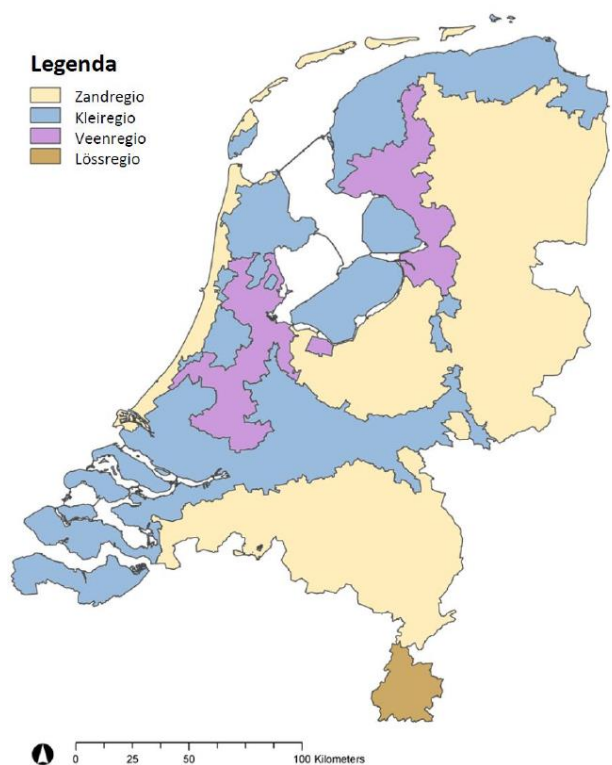 Legenda
Zandregio
Kleiregio
Veenregio
Lössregio
0 25 50 100 Kilometers